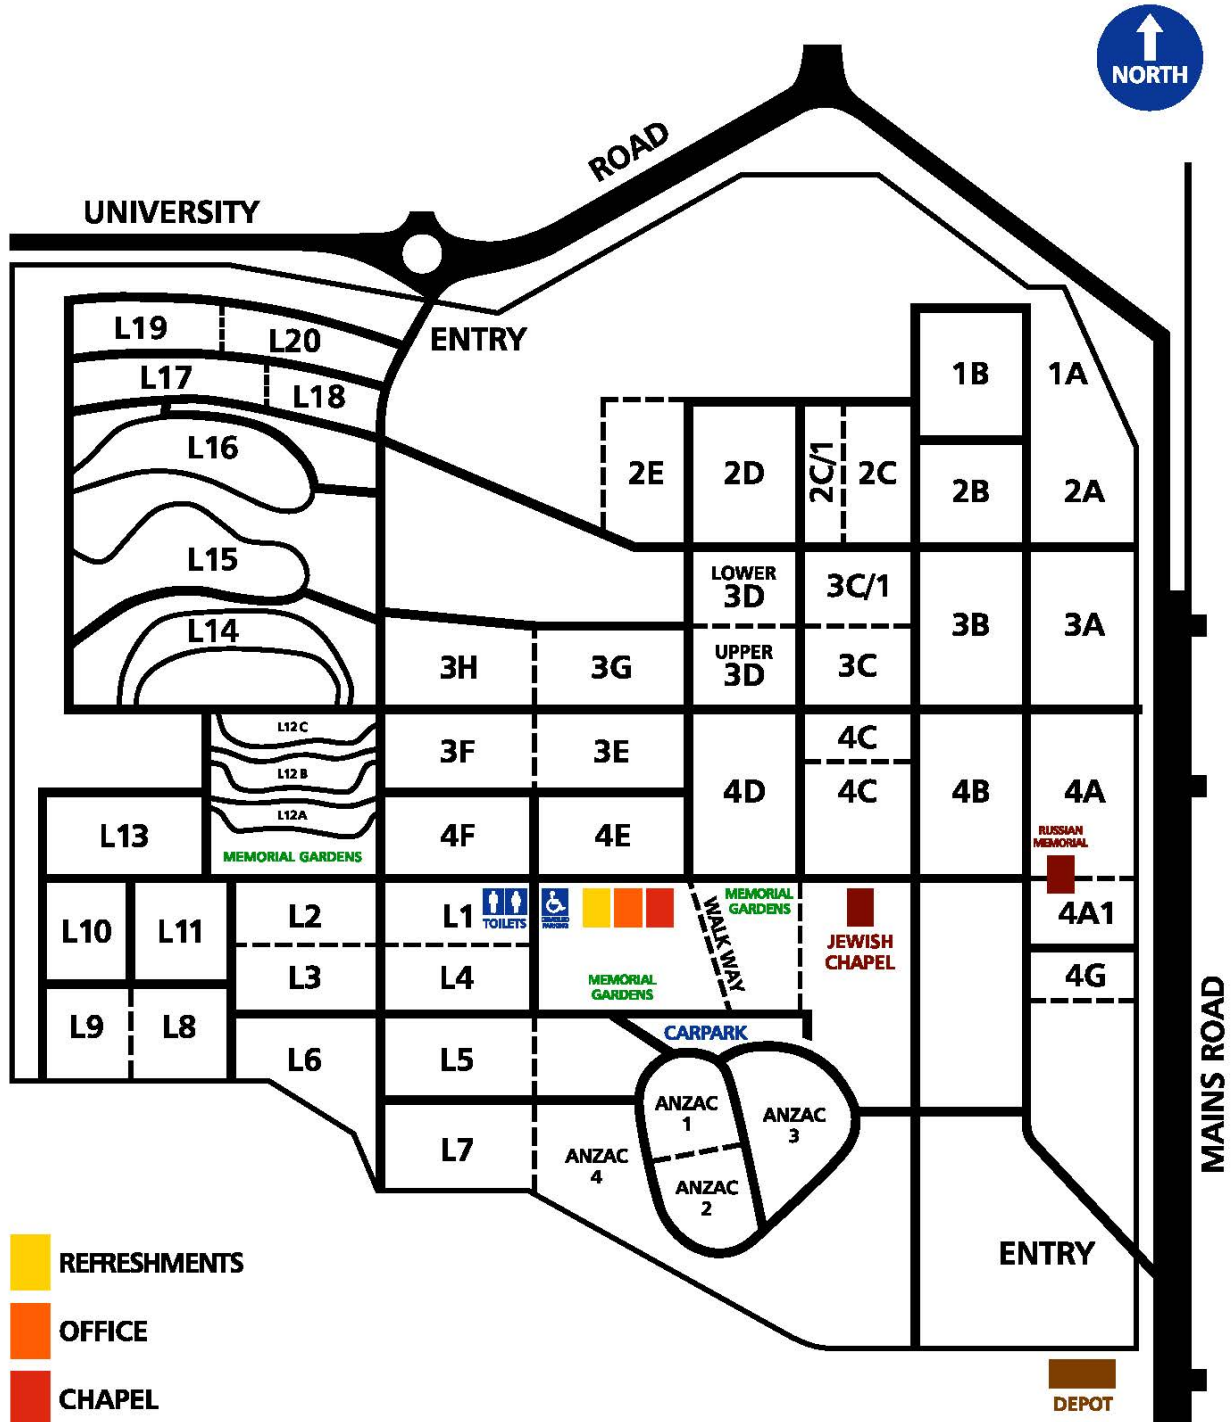 NORTH
ROAD
UNIVERSITY
ENTRY
L19
L20
L17
L18
1B
1A
L16
2E
2D
2C/1
2C
2B
2A
L15
LOWER
3D
3C/1
3B
3A
L14
3H
3G
UPPER
3D
3C
L12C
3F
3E
4C
L12B
4D
4C
4B
4A
L12A
L13
4F
4E
RUSSIAN
MEMORIAL
MEMORIAL GARDENS
L10
L11
L2
L1
TOILETS
DISABLED
PARKING
WALK WAY
MEMORIAL
GARDENS
JEWISH
CHAPEL
4A1
L3
L4
MEMORIAL
GARDENS
4G
L9
L8
L6
L5
CARPARK
MAINS ROAD
ANZAC
1
ANZAC
3
L7
ANZAC
4
ANZAC
2
ENTRY
REFRESHMENTS
OFFICE
CHAPEL
DEPOT